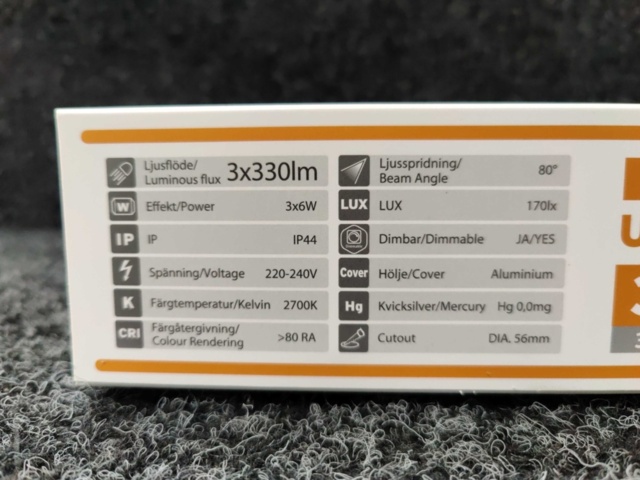 Ljusflöde/
Luminous flux 3x330lm
W Effekt/Power 3x6W
IP IP IP44
Spänning/Voltage 220-240V
K Färgtemperatur/Kelvin 2700K
CRI Färgåtergivning/
Colour Rendering >80 RA
Ljusspridning/
Beam Angle 80°
LUX LUX 170lx
Dimbar/Dimmable JA/YES
Cover Hölje/Cover Aluminium
Hg Kvicksilver/Mercury Hg 0,0mg
Cutout DIA. 56mm